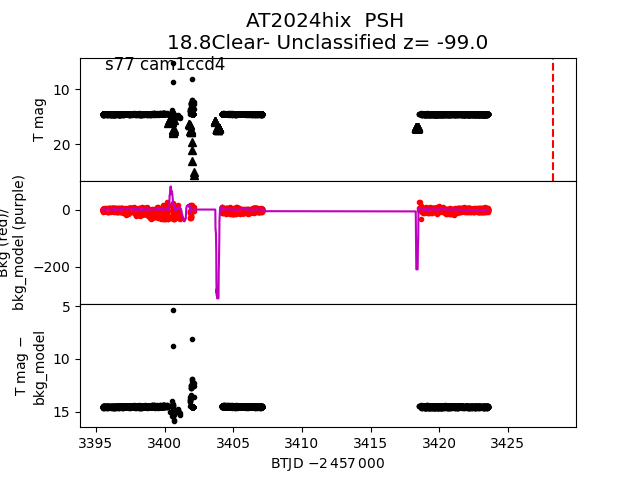 AT2024hix  PSH
18.8Clear- Unclassified z= -99.0
s77 cam1ccd4
10
20
T mag
0
−200
Bkg (red)/
bkg_model (purple)
5
10
15
T mag −
bkg_model
3395 3400 3405 3410 3415 3420 3425
BTJD −2 457 000